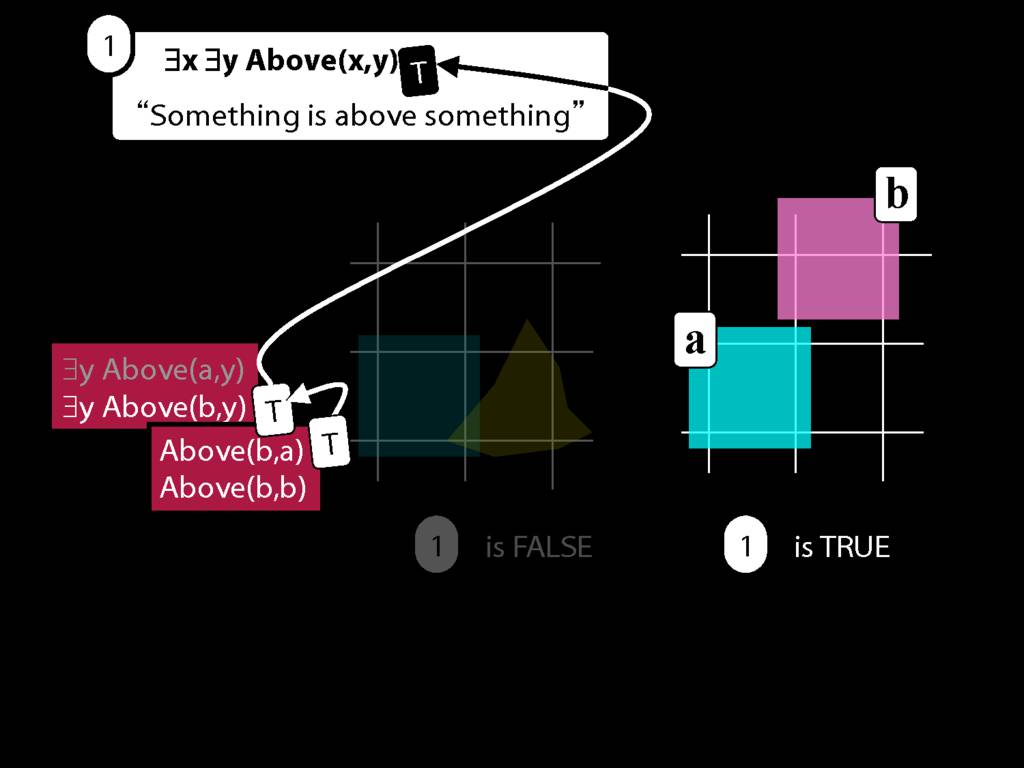 1
∃x ∃y Above(x,y) T
“Something is above something”
b
a
∃y Above(a,y)
∃y Above(b,y) T
Above(b,a) T
Above(b,b)
1 is FALSE
1 is TRUE